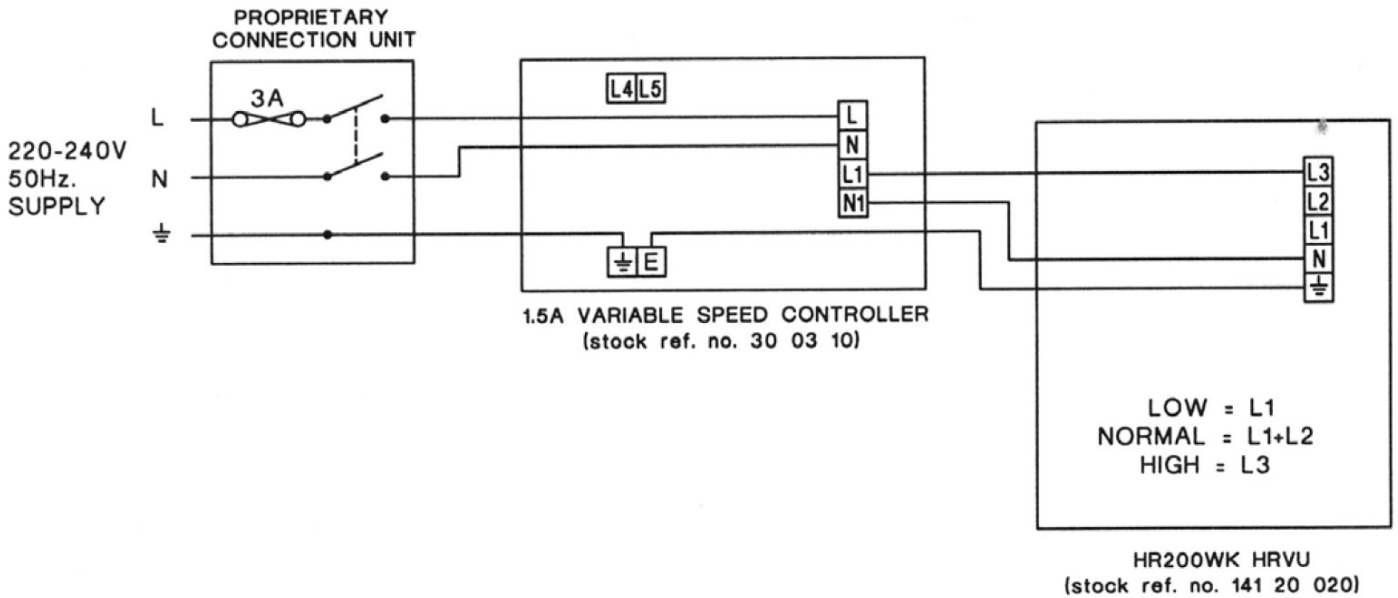 PROPRIETARY
CONNECTION UNIT
3A
L
220-240V
50Hz.
SUPPLY
N
L4 L5
L
N
L1
N1
E
1.5A VARIABLE SPEED CONTROLLER
(stock ref. no. 30 03 10)
L3
L2
L1
N
LOW = L1
NORMAL = L1+L2
HIGH = L3
HR200WK HRVU
(stock ref. no. 141 20 020)